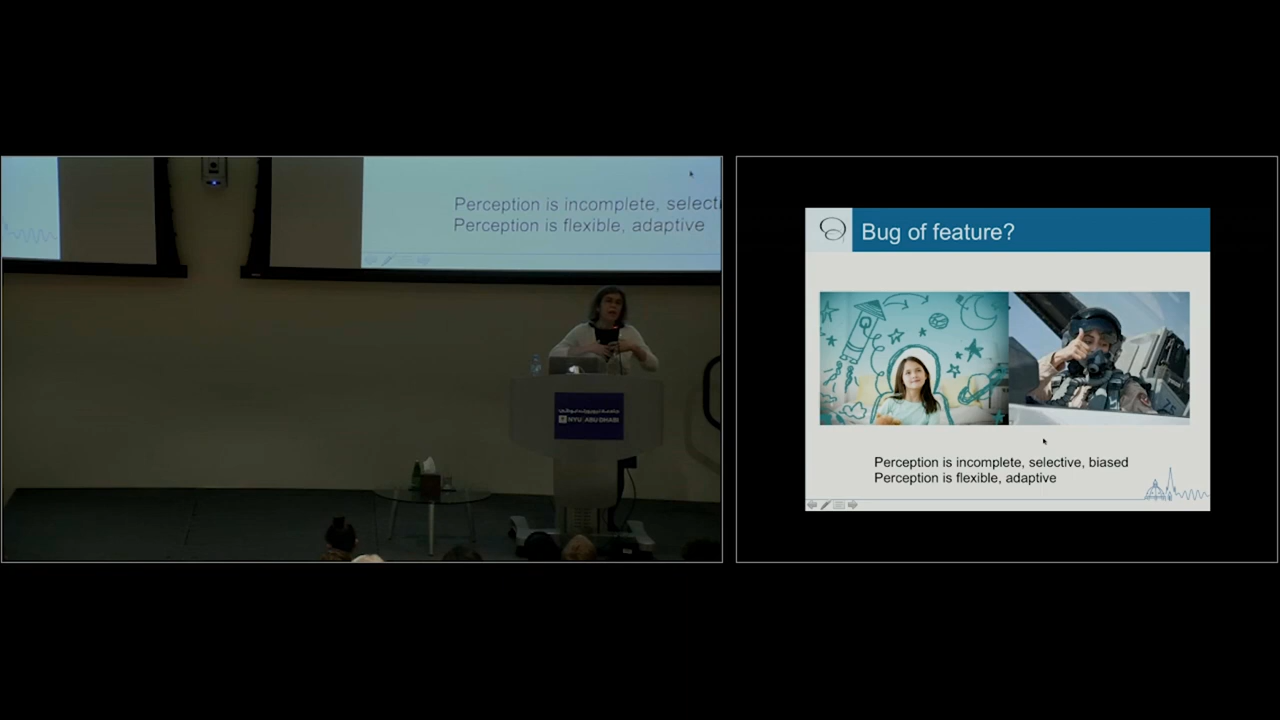 Perception is incomplete, select
Perception is flexible, adaptive
NYU ABU DHABI
Bug of feature?
Perception is incomplete, selective, biased
Perception is flexible, adaptive